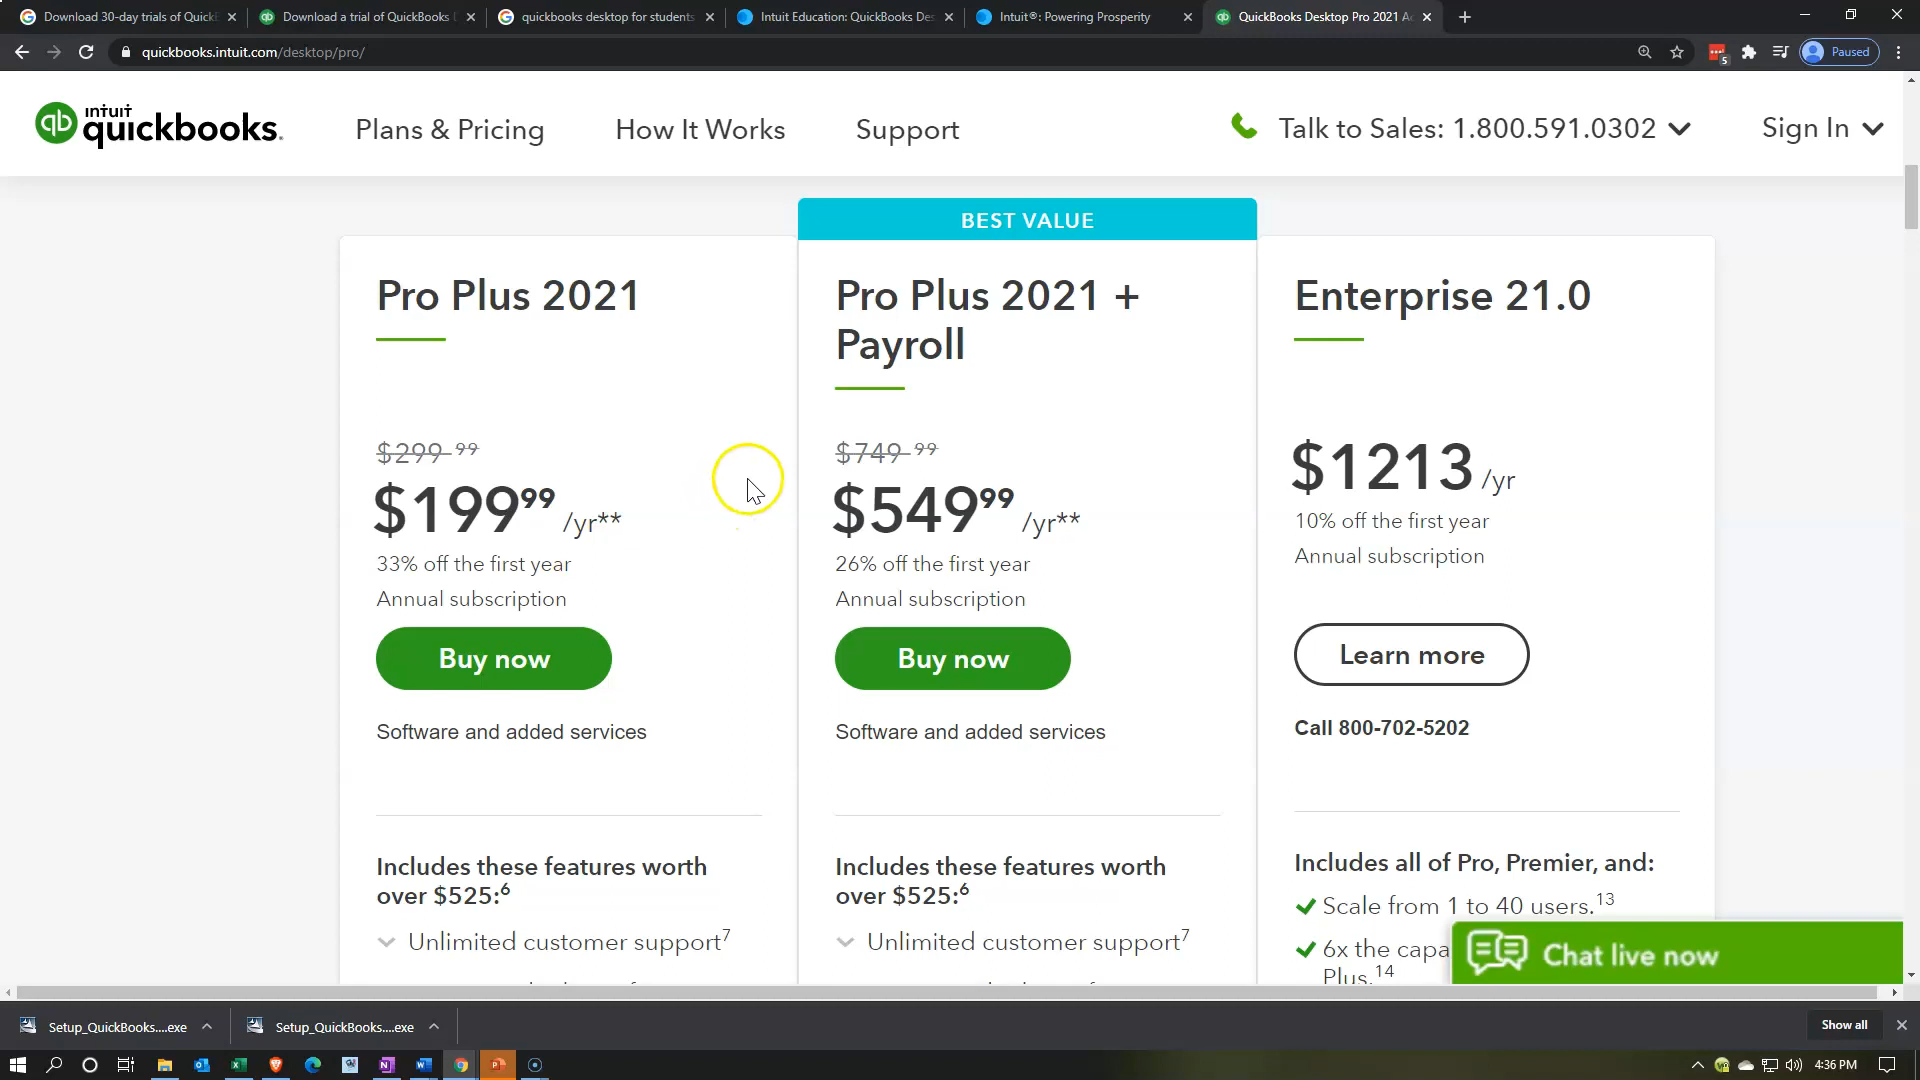 Download 30-day trials of QuickB
Download a trial of QuickBooks D
quickbooks desktop for students
Intuit Education: QuickBooks Des
Intuit®: Powering Prosperity
QuickBooks Desktop Pro 2021 Ac
quickbooks.intuit.com/desktop/pro/
5
Paused
intuit
quickbooks.
Plans & Pricing
How It Works
Support
Talk to Sales: 1.800.591.0302
Sign In
BEST VALUE
Pro Plus 2021
$299 99
$199 99 /yr**
33% off the first year
Annual subscription
Buy now
Software and added services
Includes these features worth
over $525:6
Unlimited customer support7
Pro Plus 2021 +
Payroll
$749 99
$549 99 /yr**
26% off the first year
Annual subscription
Buy now
Software and added services
Includes these features worth
over $525:6
Unlimited customer support7
Enterprise 21.0
$1213 /yr
10% off the first year
Annual subscription
Learn more
Call 800-702-5202
Includes all of Pro, Premier, and:
Scale from 1 to 40 users.13
6x the capa
Plus.14
Chat live now
Setup_QuickBooks....exe
Setup_QuickBooks....exe
Show all
4:36 PM